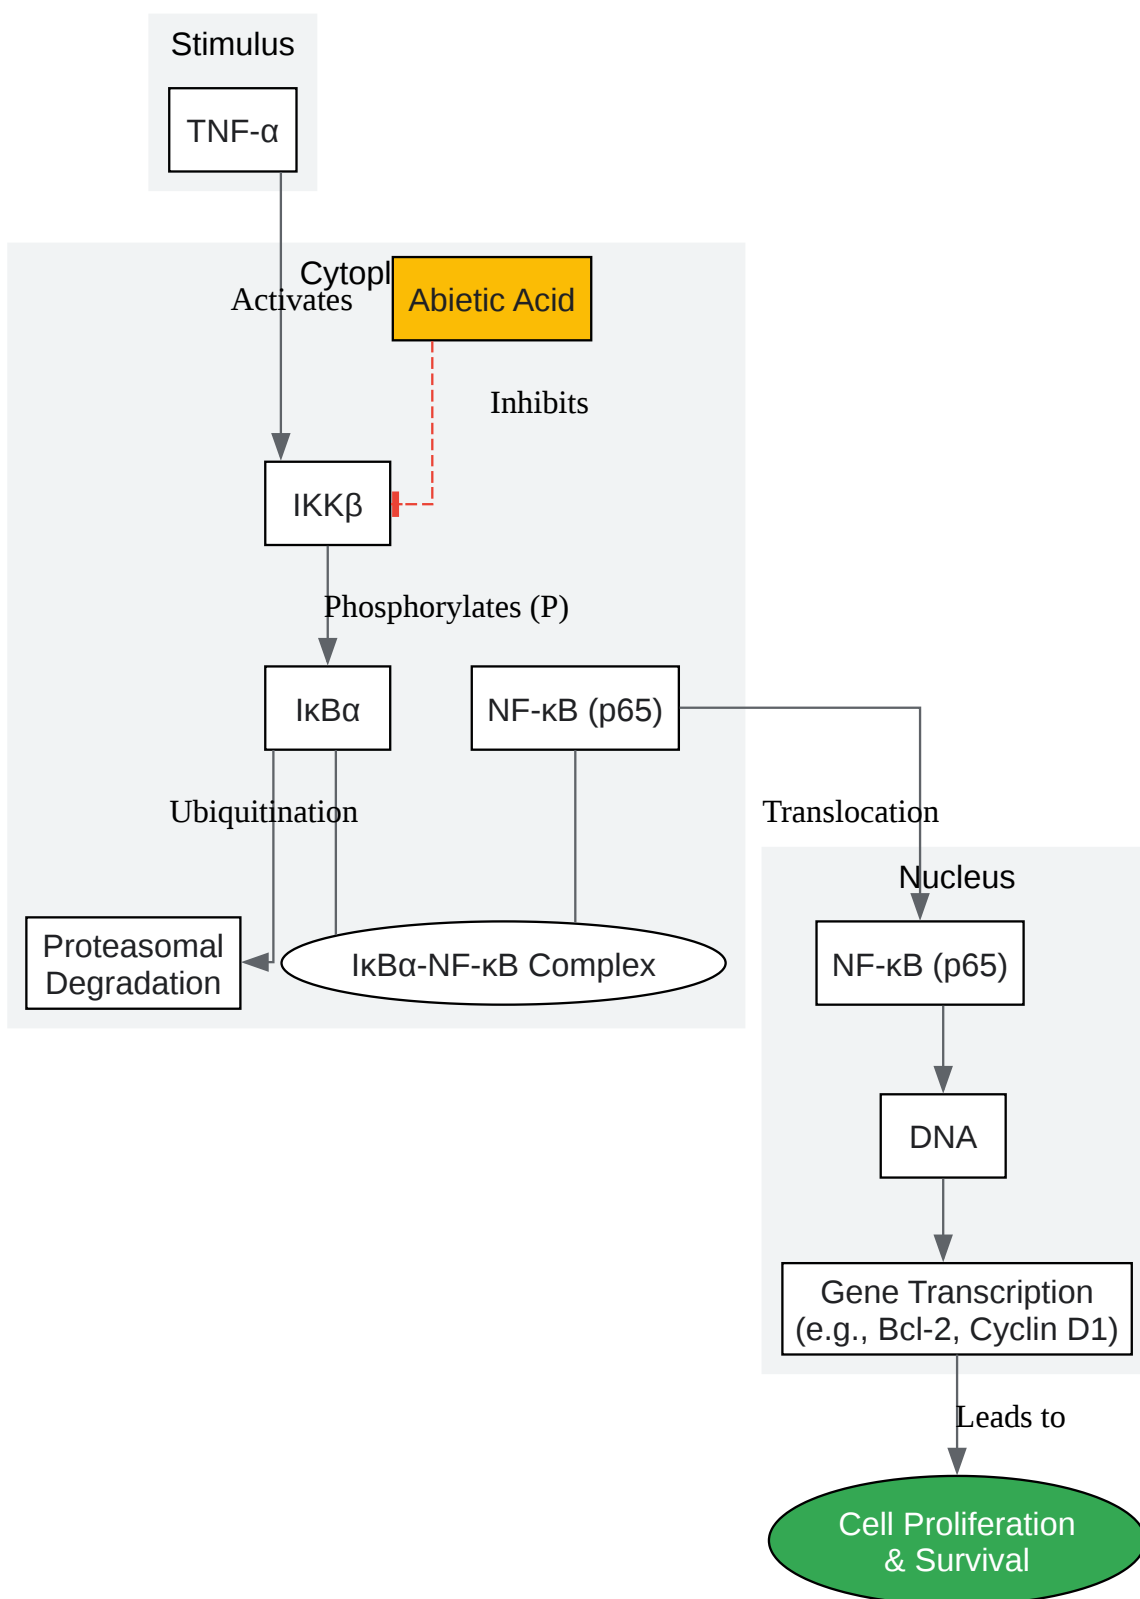 Stimulus
TNF-α
Cytopl
Activates
Abietic Acid
Inhibits
IKKβ
Phosphorylates (P)
IκBα
NF-κB (p65)
Ubiquitination
Translocation
Nucleus
Proteasomal
Degradation
IκBα-NF-κB Complex
NF-κB (p65)
DNA
Gene Transcription
(e.g., Bcl-2, Cyclin D1)
Leads to
Cell Proliferation
& Survival